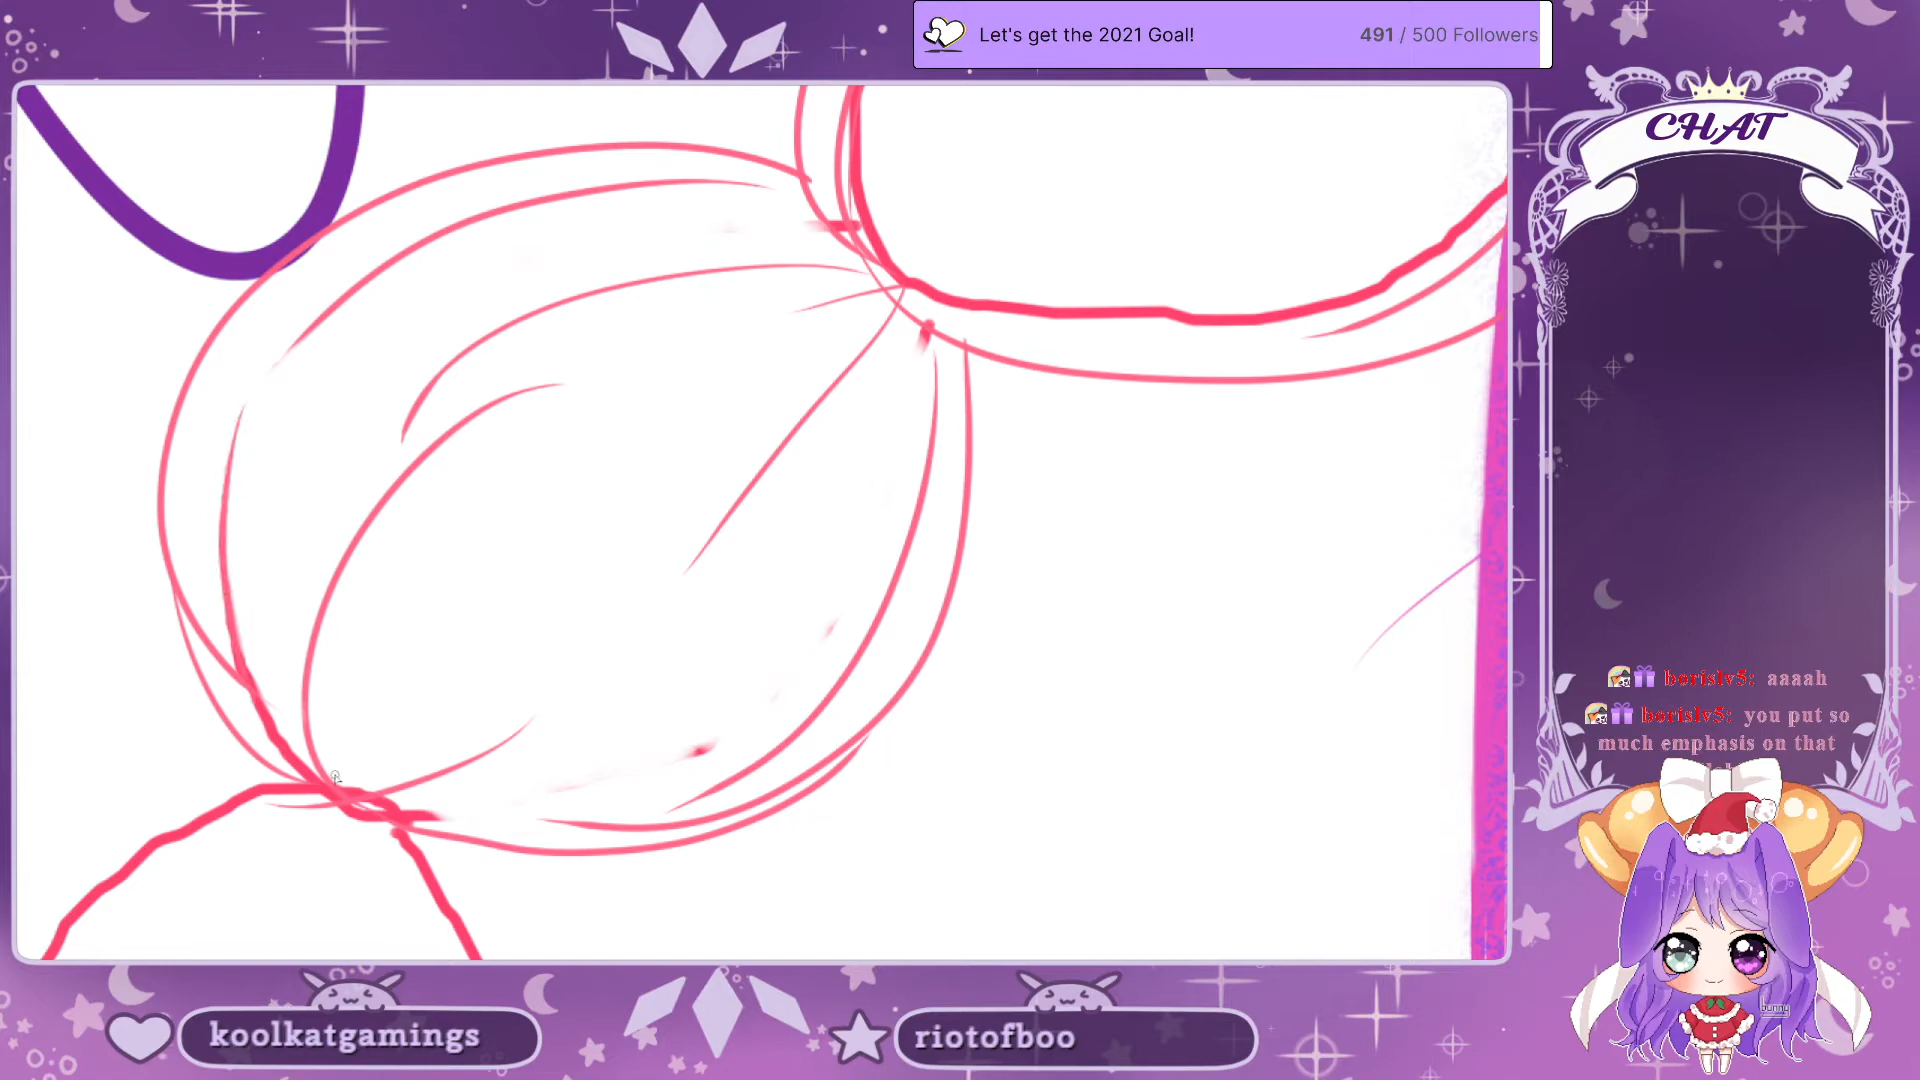 Let's get the 2021 Goal!
491 / 500 Followers
CHAT
borislv5: aaaah
borislv5: you put so
much emphasis on that
bunny
koolkatgamings
riotofboo